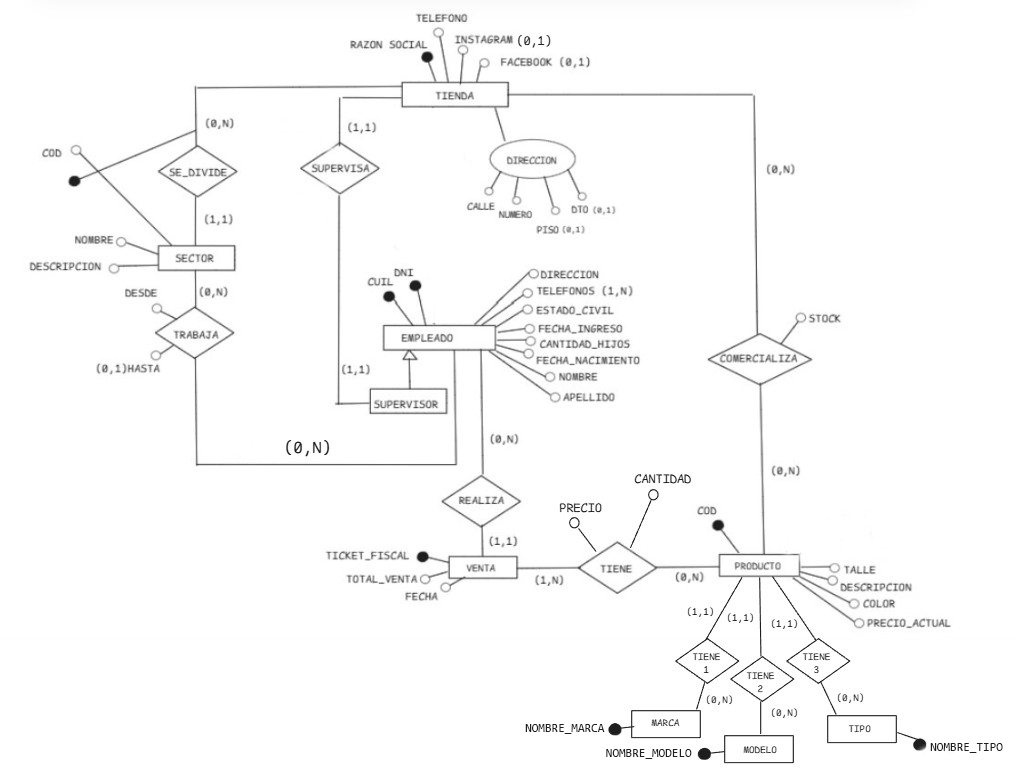 TELEFONO
INSTAGRAM (0,1)
RAZON SOCIAL
FACEBOOK (0,1)
TIENDA
(0,N)
(1,1)
COD
SE_DIVIDE
SUPERVISA
DIRECCION
(0,N)
CALLE
NUMERO
DTO (0,1)
PISO (0,1)
(1,1)
NOMBRE
SECTOR
DESCRIPCION
DESDE
(0,N)
TRABAJA
(0,1)HASTA
DNI
CUIL
DIRECCION
TELEFONOS (1,N)
ESTADO_CIVIL
FECHA_INGRESO
EMPLEADO
CANTIDAD_HIJOS
FECHA_NACIMIENTO
NOMBRE
APELLIDO
(1,1)
SUPERVISOR
STOCK
COMERCIALIZA
(0,N)
(0,N)
(0,N)
REALIZA
CANTIDAD
PRECIO
COD
(1,1)
TICKET_FISCAL
VENTA
TOTAL_VENTA
FECHA
(1,N)
TIENE
(0,N)
PRODUCTO
TALLE
DESCRIPCION
COLOR
PRECIO_ACTUAL
(1,1)
(1,1)
(1,1)
TIENE
1
TIENE
2
TIENE
3
(0,N)
(0,N)
(0,N)
NOMBRE_MARCA
MARCA
NOMBRE_MODELO
MODELO
TIPO
NOMBRE_TIPO